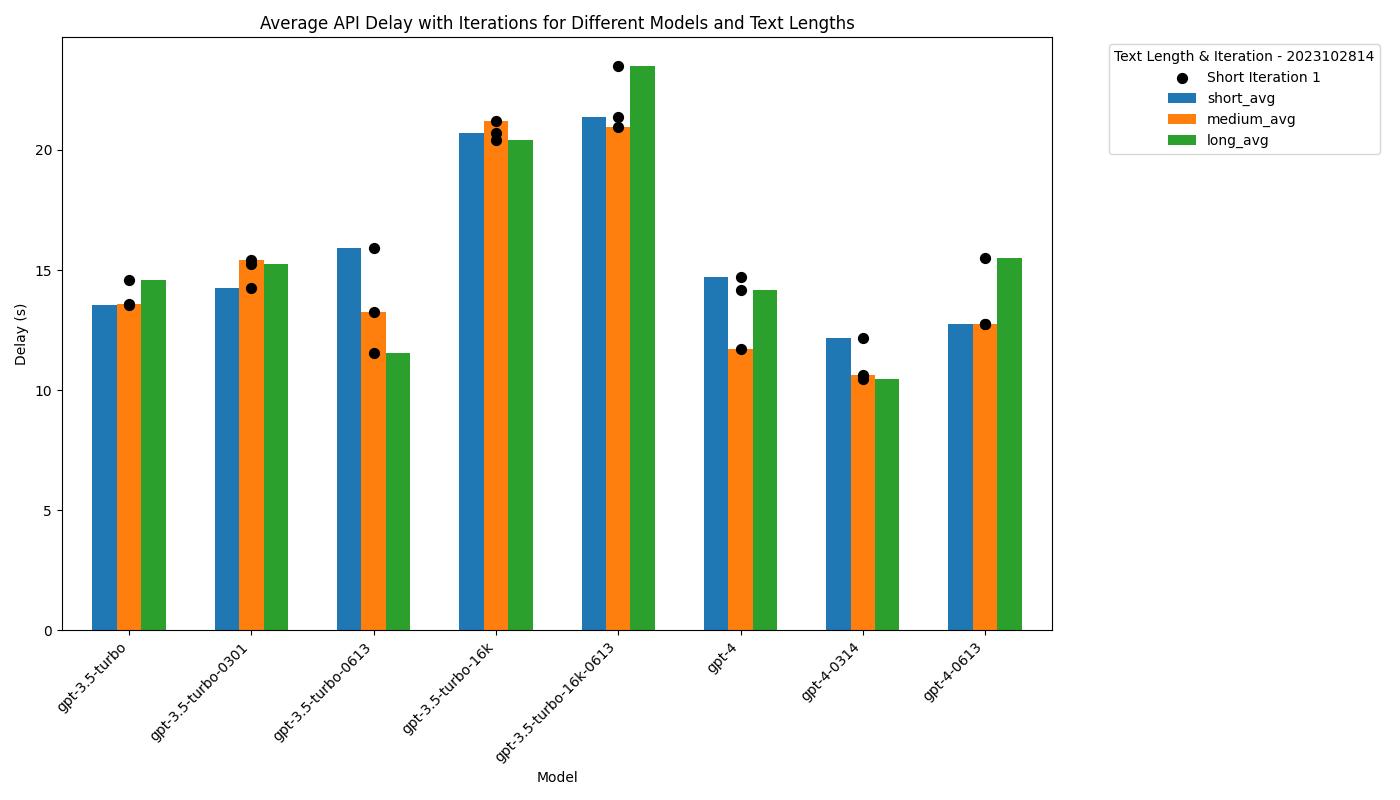 Average API Delay with Iterations for Different Models and Text Lengths
Text Length & Iteration - 2023102814
Short Iteration 1
short_avg
medium_avg
long_avg
Delay (s)
20
15
10
5
0
gpt-3.5-turbo
gpt-3.5-turbo-0301
gpt-3.5-turbo-0613
gpt-3.5-turbo-16k
gpt-3.5-turbo-16k-0613
gpt-4
gpt-4-0314
gpt-4-0613
Model